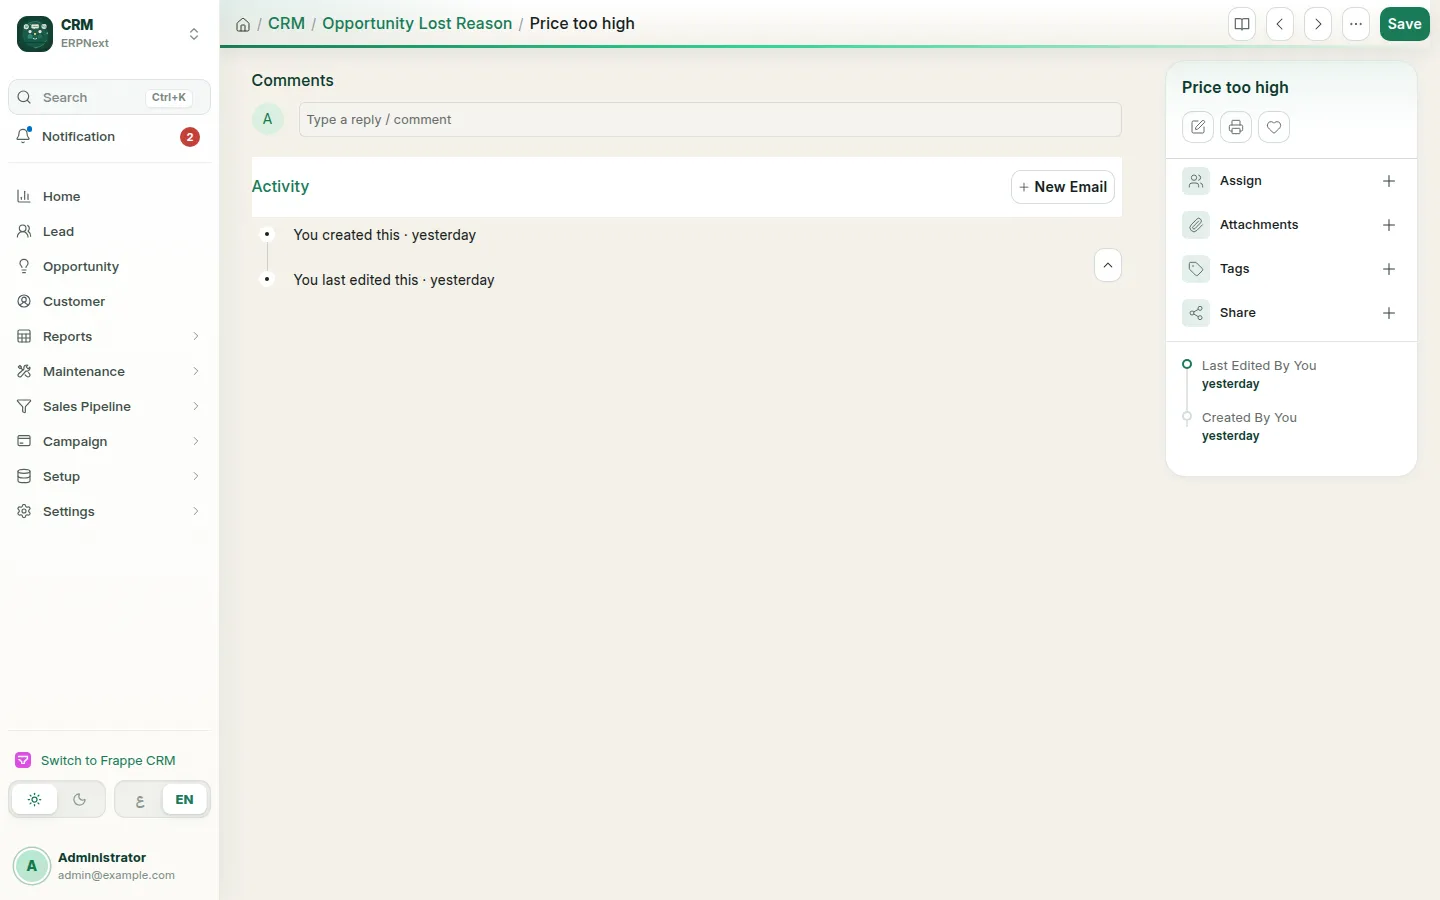 CRM
ERPNext
Search
Ctrl+K
Notification
2
Home
Lead
Opportunity
Customer
Reports
Maintenance
Sales Pipeline
Campaign
Setup
Settings
Switch to Frappe CRM
ع
EN
A
Administrator
admin@example.com
/ CRM / Opportunity Lost Reason / Price too high
Save
Comments
A
Type a reply / comment
Activity
+ New Email
You created this · yesterday
You last edited this · yesterday
Price too high
Assign
Attachments
Tags
Share
Last Edited By You
yesterday
Created By You
yesterday